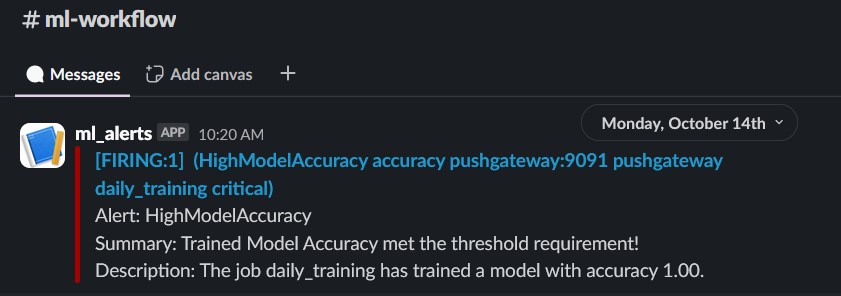 # ml-workflow
Messages Add canvas +
Monday, October 14th
ml_alerts APP 10:20 AM
[FIRING:1] (HighModelAccuracy accuracy pushgateway:9091 pushgateway
daily_training critical)
Alert: HighModelAccuracy
Summary: Trained Model Accuracy met the threshold requirement!
Description: The job daily_training has trained a model with accuracy 1.00.